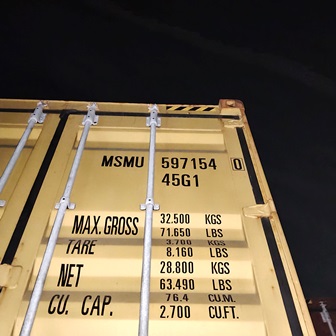 MSMU 597154 0
45G1
MAX. GROSS 32.500 KGS
71.650 LBS
TARE 3.700 KGS
8.160 LBS
NET 28.800 KGS
63.490 LBS
CU. CAP. 76.4 CU.M.
2.700 CU.FT.